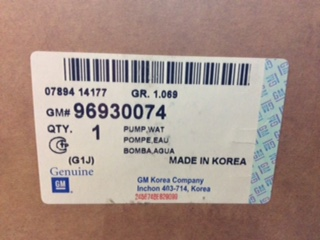 07894 14177 GR. 1.069
GM# 96930074
QTY. 1 PUMP,WAT
POMPE,EAU
BOMBA,AGUA
(G1J) MADE IN KOREA
Genuine
GM GM Korea Company
Inchon 403-714, Korea